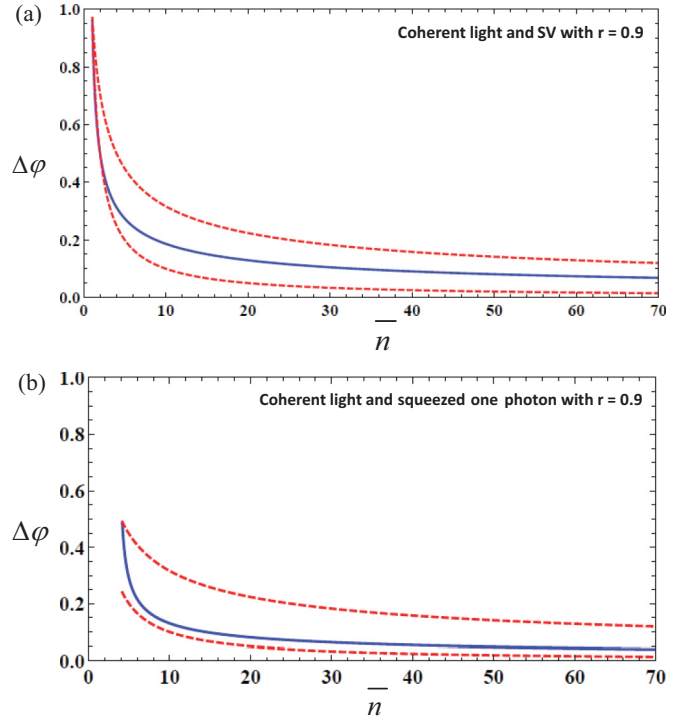 (a)
Coherent light and SV with r = 0.9
1.0
0.8
0.6
Δφ
0.4
0.2
0.0
0 10 20 30 40 50 60 70
n̅
(b)
Coherent light and squeezed one photon with r = 0.9
1.0
0.8
0.6
Δφ
0.4
0.2
0.0
0 10 20 30 40 50 60 70
n̅